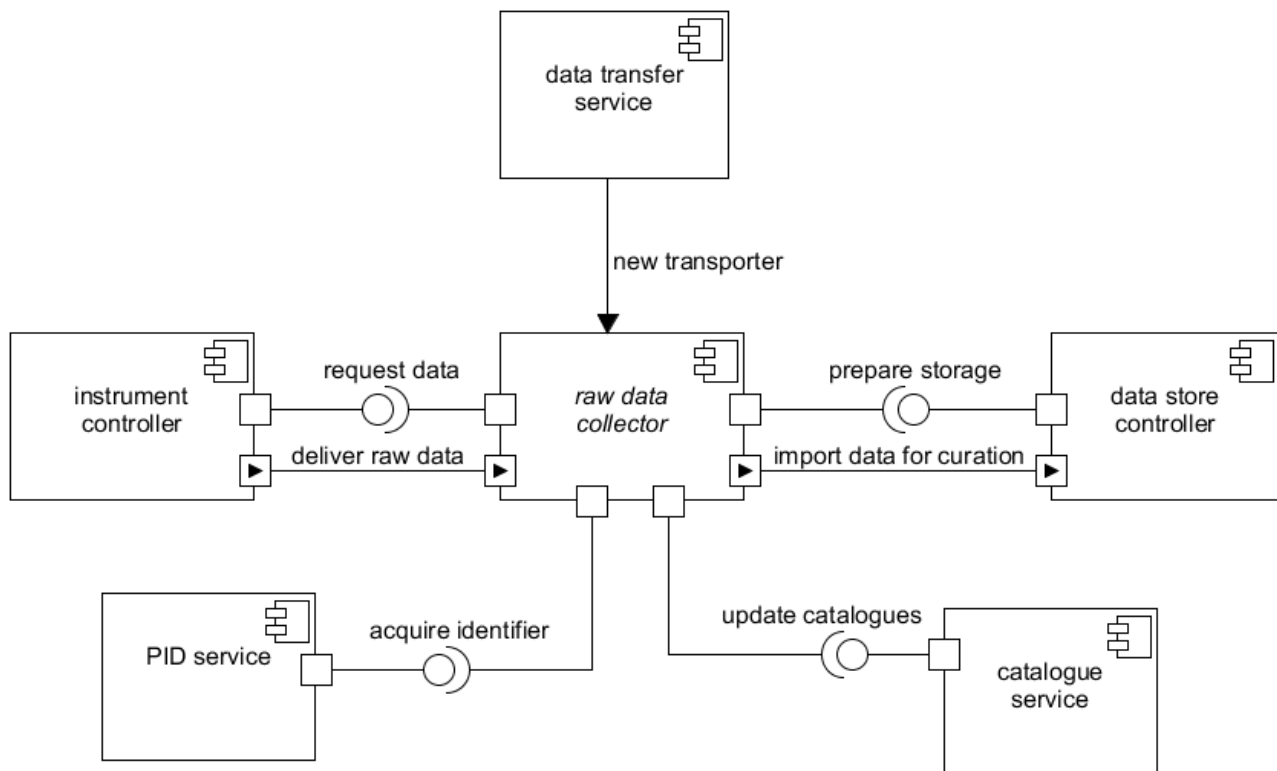 data transfer
service
new transporter
instrument
controller
request data
deliver raw data
raw data
collector
prepare storage
import data for curation
data store
controller
PID service
acquire identifier
update catalogues
catalogue
service